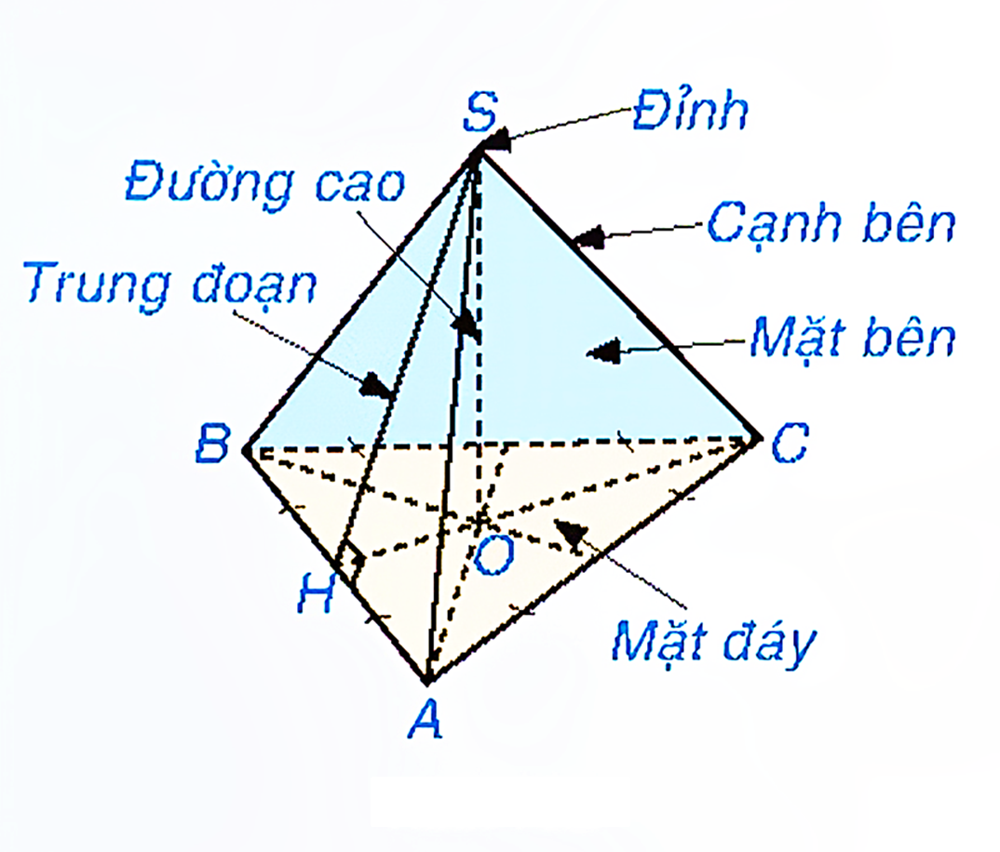 S
Đỉnh
Đường cao
Cạnh bên
Trung đoạn
Mặt bên
B
C
O
H
Mặt đáy
A